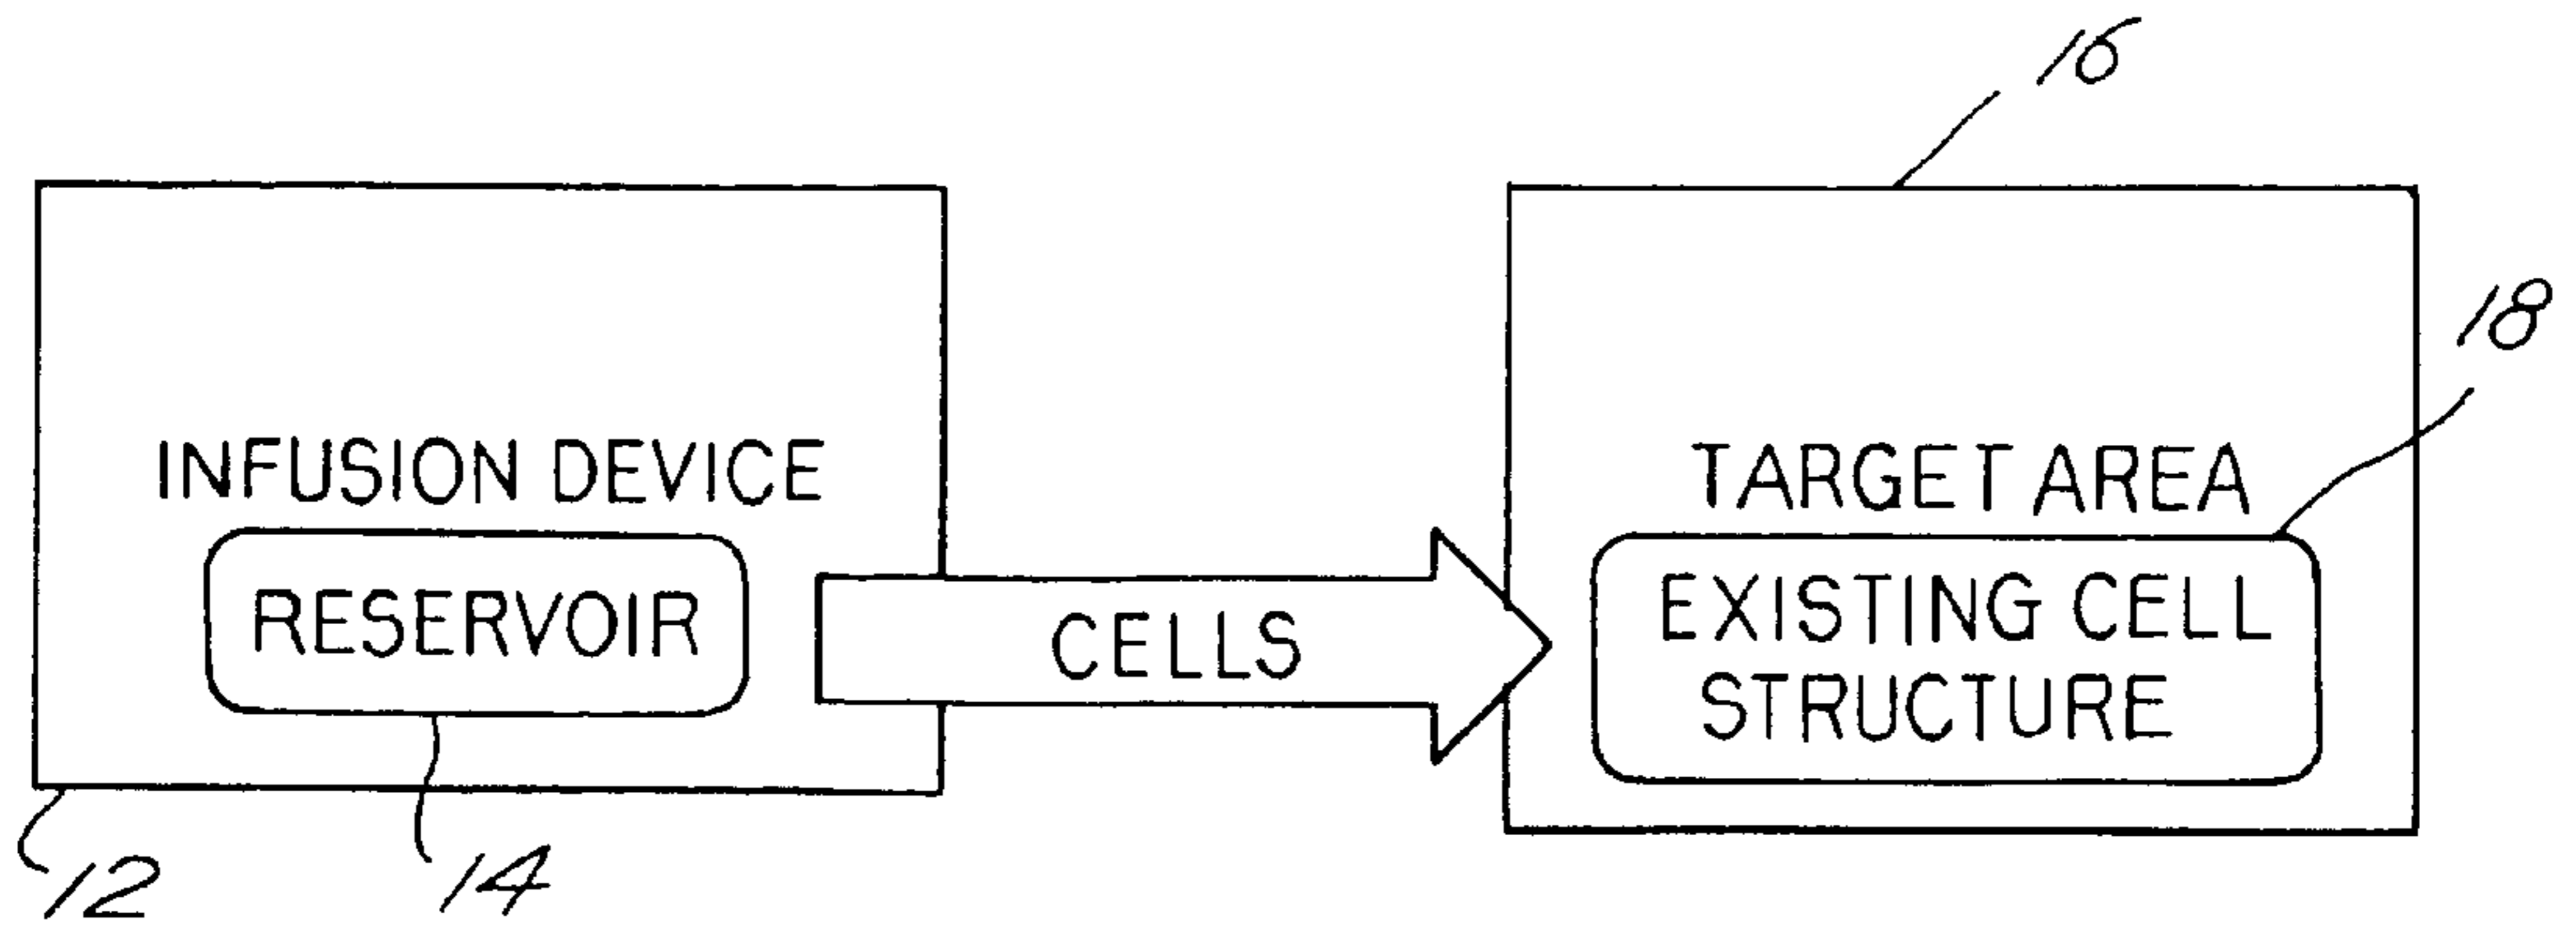 16
18
INFUSION DEVICE
RESERVOIR
CELLS
TARGET AREA
EXISTING CELL
STRUCTURE
12
14